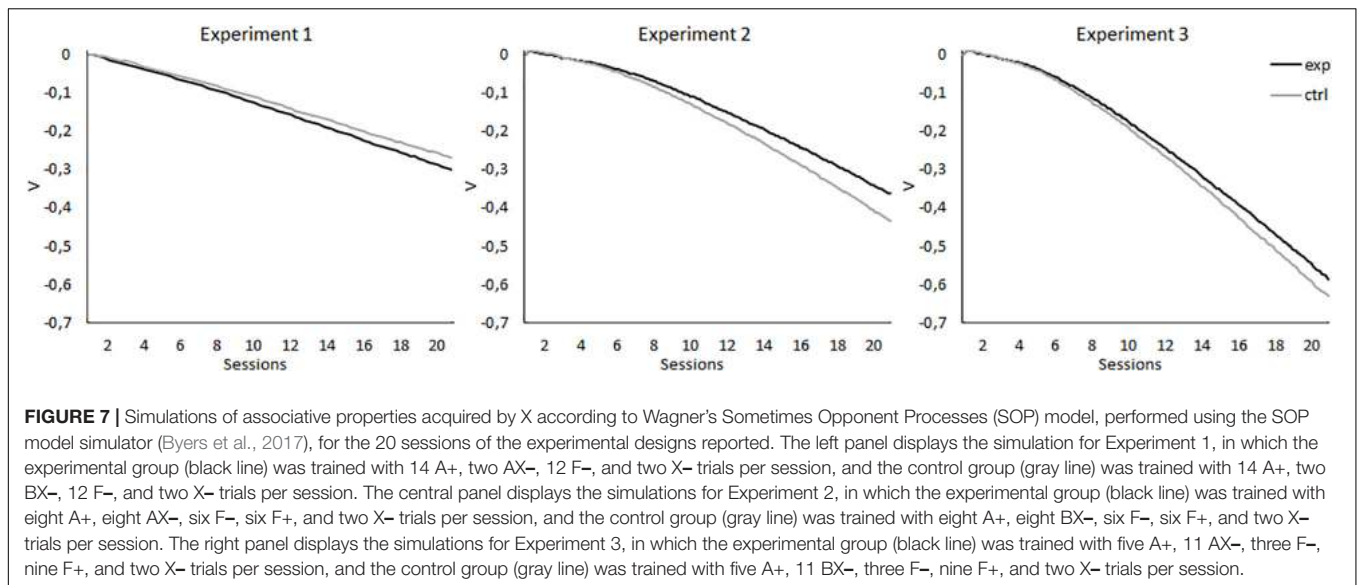 Experiment 1
Experiment 2
Experiment 3
0
-0,1
-0,2
-0,3
-0,4
-0,5
-0,6
-0,7
V
2 4 6 8 10 12 14 16 18 20
Sessions
0
-0,1
-0,2
-0,3
-0,4
-0,5
-0,6
-0,7
V
2 4 6 8 10 12 14 16 18 20
Sessions
0
-0,1
-0,2
-0,3
-0,4
-0,5
-0,6
-0,7
V
2 4 6 8 10 12 14 16 18 20
Sessions
exp
ctrl
FIGURE 7 | Simulations of associative properties acquired by X according to Wagner's Sometimes Opponent Processes (SOP) model, performed using the SOP
model simulator (Byers et al., 2017), for the 20 sessions of the experimental designs reported. The left panel displays the simulation for Experiment 1, in which the
experimental group (black line) was trained with 14 A+, two AX–, 12 F–, and two X– trials per session, and the control group (gray line) was trained with 14 A+, two
BX–, 12 F–, and two X– trials per session. The central panel displays the simulations for Experiment 2, in which the experimental group (black line) was trained with
eight A+, eight AX–, six F–, six F+, and two X– trials per session, and the control group (gray line) was trained with eight A+, eight BX–, six F–, six F+, and two X–
trials per session. The right panel displays the simulations for Experiment 3, in which the experimental group (black line) was trained with five A+, 11 AX–, three F–,
nine F+, and two X– trials per session, and the control group (gray line) was trained with five A+, 11 BX–, three F–, nine F+, and two X– trials per session.